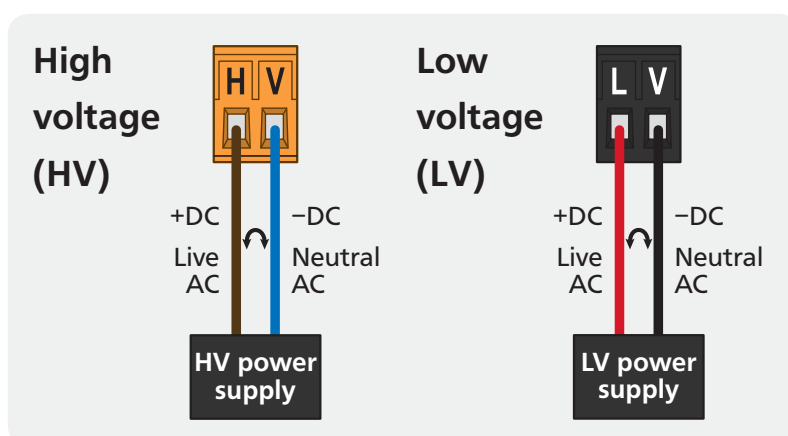 High
voltage
(HV)
H V
+DC
−DC
Live
AC
Neutral
AC
HV power
supply
Low
voltage
(LV)
L V
+DC
−DC
Live
AC
Neutral
AC
LV power
supply